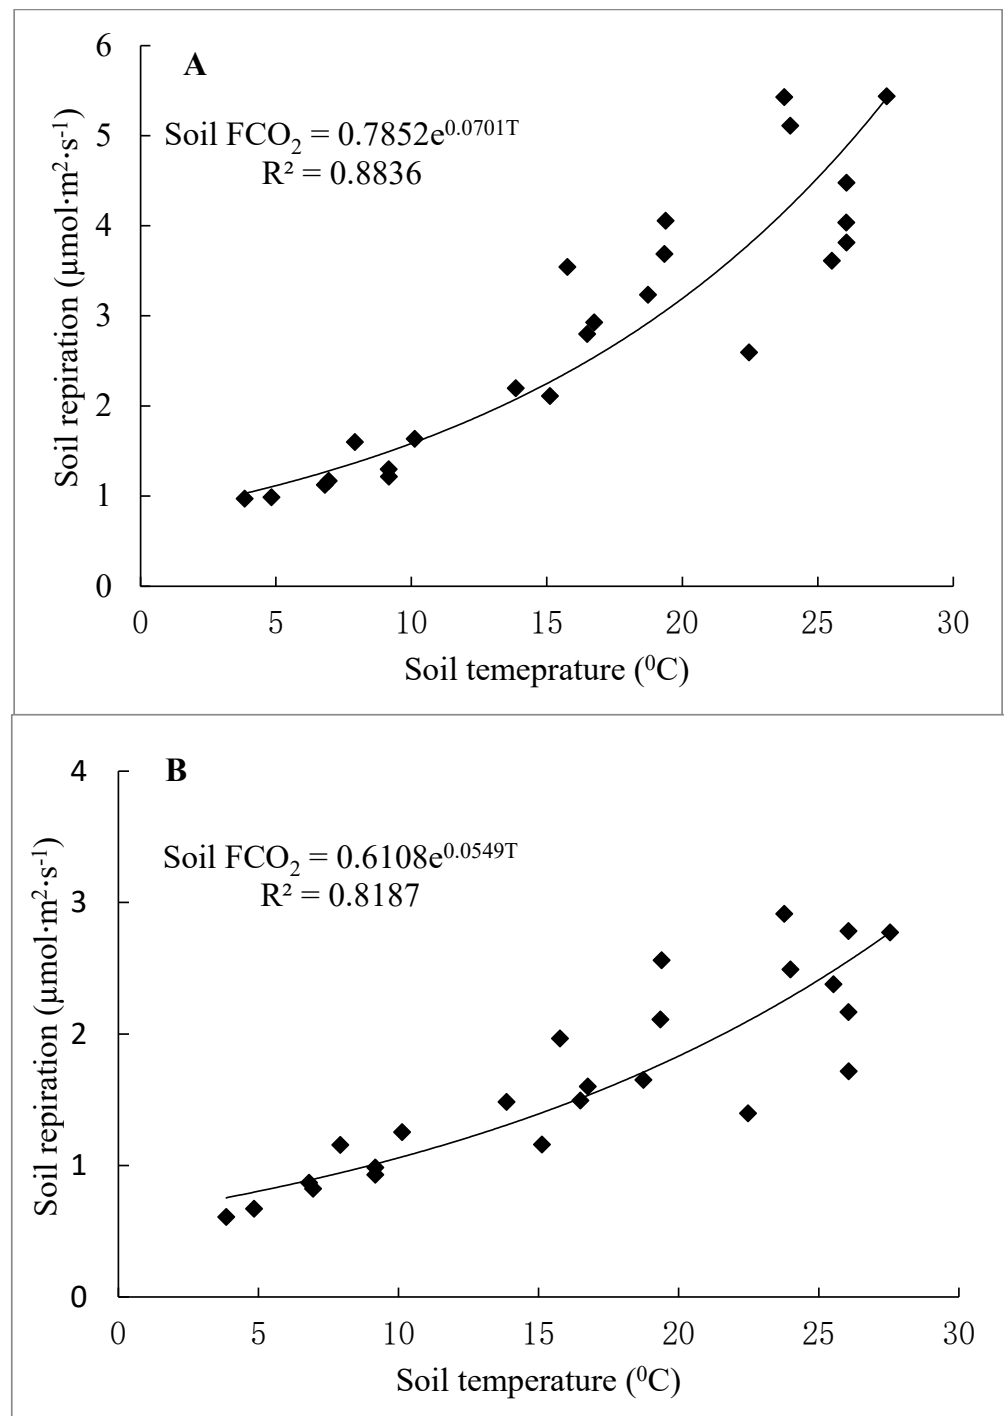 A
Soil FCO₂ = 0.7852e⁰·⁰⁷⁰¹ᵀ
R² = 0.8836
Soil repiration (μmol·m²·s⁻¹)
6
5
4
3
2
1
0
0 5 10 15 20 25 30
Soil temeprature (⁰C)
B
Soil FCO₂ = 0.6108e⁰·⁰⁵⁴⁹ᵀ
R² = 0.8187
Soil repiration (μmol·m²·s⁻¹)
4
3
2
1
0
0 5 10 15 20 25 30
Soil temperature (⁰C)